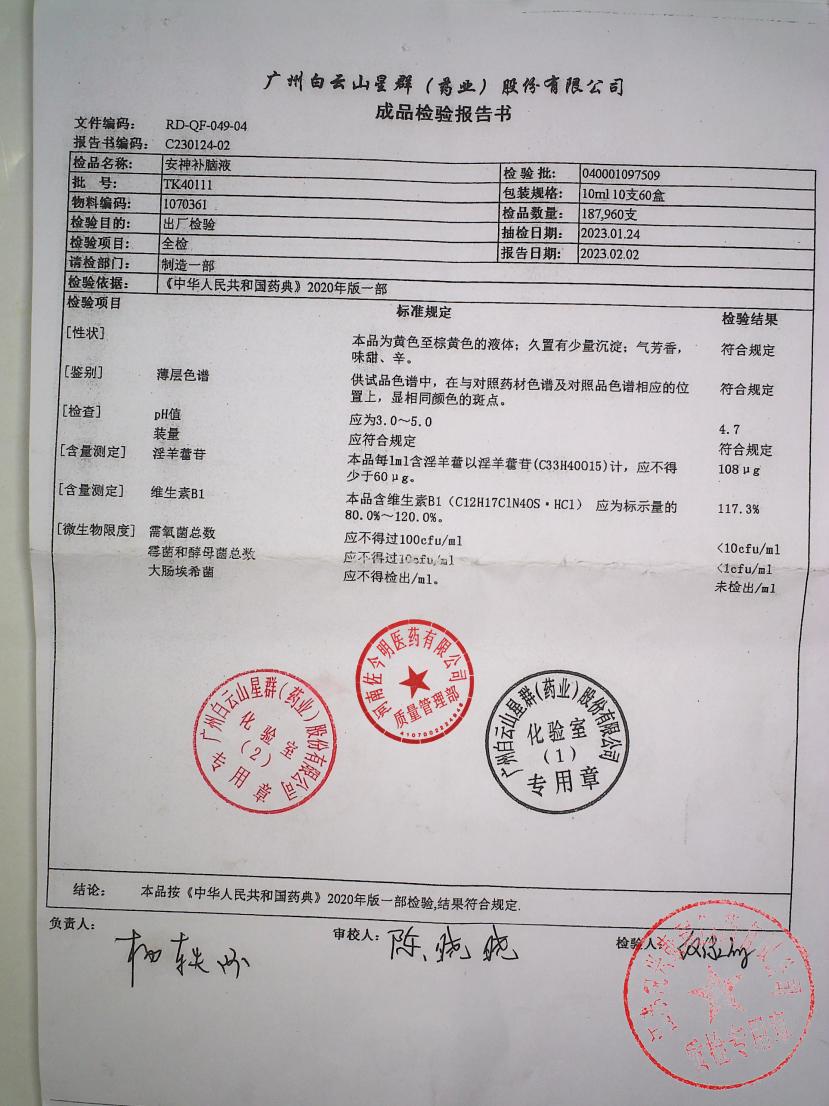 广州白云山星群（药业）股份有限公司
成品检验报告书
文件编码： RD-QF-049-04
报告书编码： C230124-02
检品名称： 安神补脑液 检 验 批： 040001097509
批 号： TK40111 包装规格： 10ml 10支60盒
物料编码： 1070361 检品数量： 187,960支
检验目的： 出厂检验 抽检日期： 2023.01.24
检验项目： 全检 报告日期： 2023.02.02
请检部门： 制造一部
检验依据： 《中华人民共和国药典》2020年版一部
检验项目 标准规定 检验结果
[性状] 本品为黄色至棕黄色的液体；久置有少量沉淀；气芳香， 符合规定
味甜、辛。
[鉴别] 薄层色谱 供试品色谱中，在与对照药材色谱及对照品色谱相应的位 符合规定
置上，显相同颜色的斑点。
[检查] pH值 应为3.0～5.0 4.7
装量 应符合规定 符合规定
[含量测定] 淫羊藿苷 本品每1ml含淫羊藿以淫羊藿苷(C33H40O15)计，应不得 108μg
少于60μg。
[含量测定] 维生素B1 本品含维生素B1（C12H17ClN4OS·HCl） 应为标示量的 117.3%
80.0%～120.0%。
[微生物限度] 需氧菌总数 应不得过100cfu/ml <10cfu/ml
霉菌和酵母菌总数 应不得过10cfu/ml <1cfu/ml
大肠埃希菌 应不得检出/ml。 未检出/ml
河南佐今明医药有限公司
质量管理部
广州白云山星群(药业)股份有限公司
化验室
(2)
专用章
广州白云山星群(药业)股份有限公司
化验室
(1)
专用章
结论： 本品按《中华人民共和国药典》2020年版一部检验,结果符合规定.
负责人： 审校人： 陈晓晓 检验人：